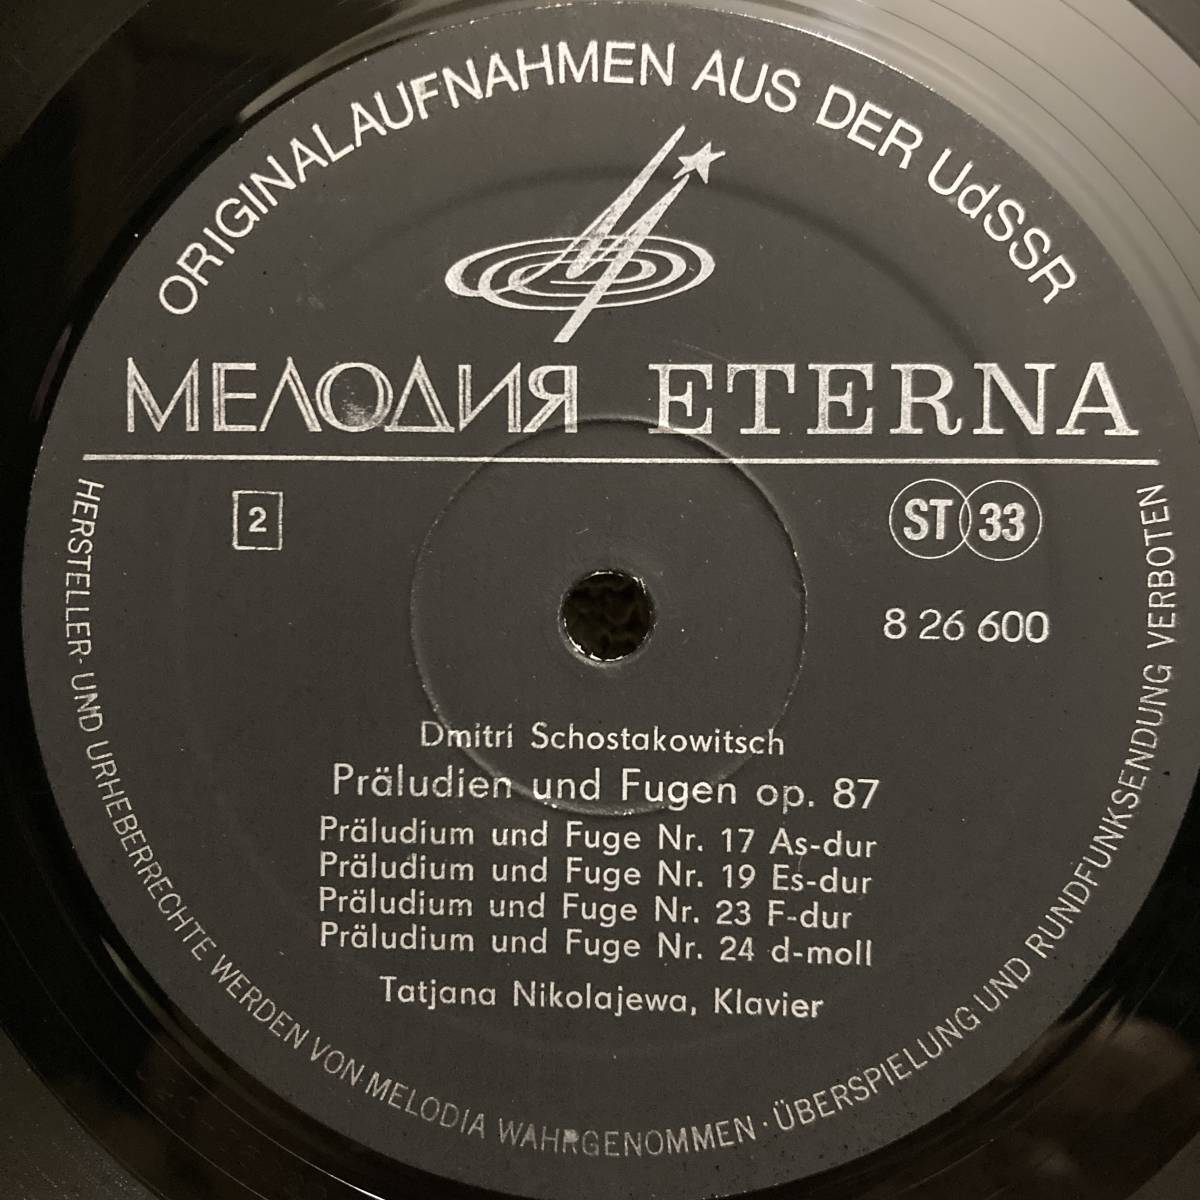 ORIGINALAUFNAHMEN AUS DER UdSSR
МЕЛОДИЯ ETERNA
2
ST 33
8 26 600
Dmitri Schostakowitsch
Präludien und Fugen op. 87
Präludium und Fuge Nr. 17 As-dur
Präludium und Fuge Nr. 19 Es-dur
Präludium und Fuge Nr. 23 F-dur
Präludium und Fuge Nr. 24 d-moll
Tatjana Nikolajewa, Klavier
HERSTELLER- UND URHEBERRECHTE WERDEN VON MELODIA WAHRGENOMMEN · ÜBERSPIELUNG UND RUNDFUNKSENDUNG VERBOTEN